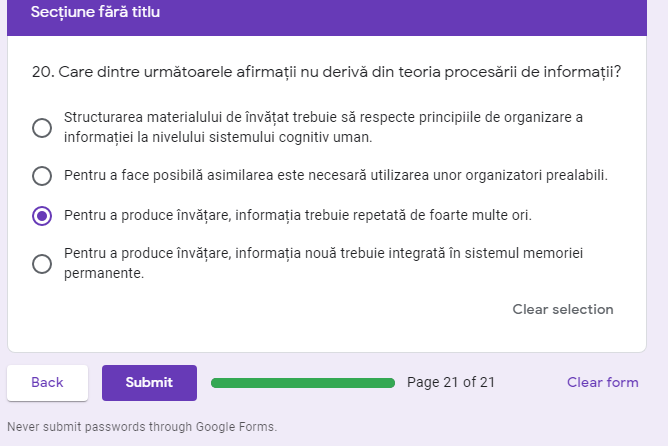 Secțiune fără titlu
20. Care dintre următoarele afirmații nu derivă din teoria procesării de informații?
Structurarea materialului de învățat trebuie să respecte principiile de organizare a
informației la nivelului sistemului cognitiv uman.
Pentru a face posibilă asimilarea este necesară utilizarea unor organizatori prealabili.
Pentru a produce învățare, informația trebuie repetată de foarte multe ori.
Pentru a produce învățare, informația nouă trebuie integrată în sistemul memoriei
permanente.
Clear selection
Back
Submit
Page 21 of 21
Clear form
Never submit passwords through Google Forms.